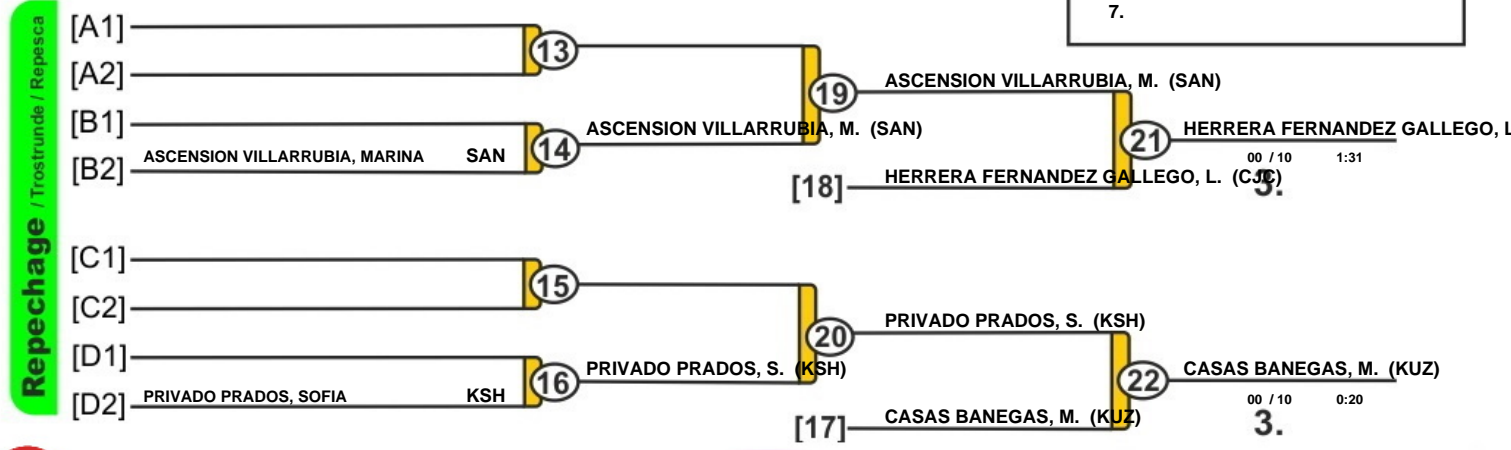 7.
Repechage / Trostrunde / Repesca
[A1]
13
[A2]
19
ASCENSION VILLARRUBIA, M. (SAN)
[B1]
14
ASCENSION VILLARRUBIA, M. (SAN)
21
HERRERA FERNANDEZ GALLEGO, L
[B2] ASCENSION VILLARRUBIA, MARINA SAN
00 / 10 1:31
[18]
HERRERA FERNANDEZ GALLEGO, L. (CJC)
3.
[C1]
15
[C2]
20
PRIVADO PRADOS, S. (KSH)
[D1]
16
PRIVADO PRADOS, S. (KSH)
22
CASAS BANEGAS, M. (KUZ)
[D2] PRIVADO PRADOS, SOFIA KSH
00 / 10 0:20
[17]
CASAS BANEGAS, M. (KUZ)
3.